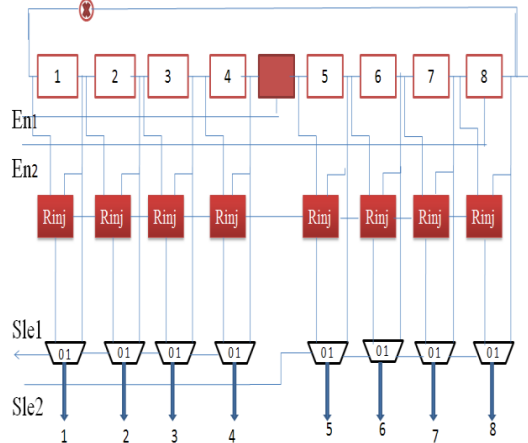 1 2 3 4 5 6 7 8
En1
En2
Rinj Rinj Rinj Rinj Rinj Rinj Rinj Rinj
Sle1
01 01 01 01 01 01 01 01
Sle2
1 2 3 4 5 6 7 8